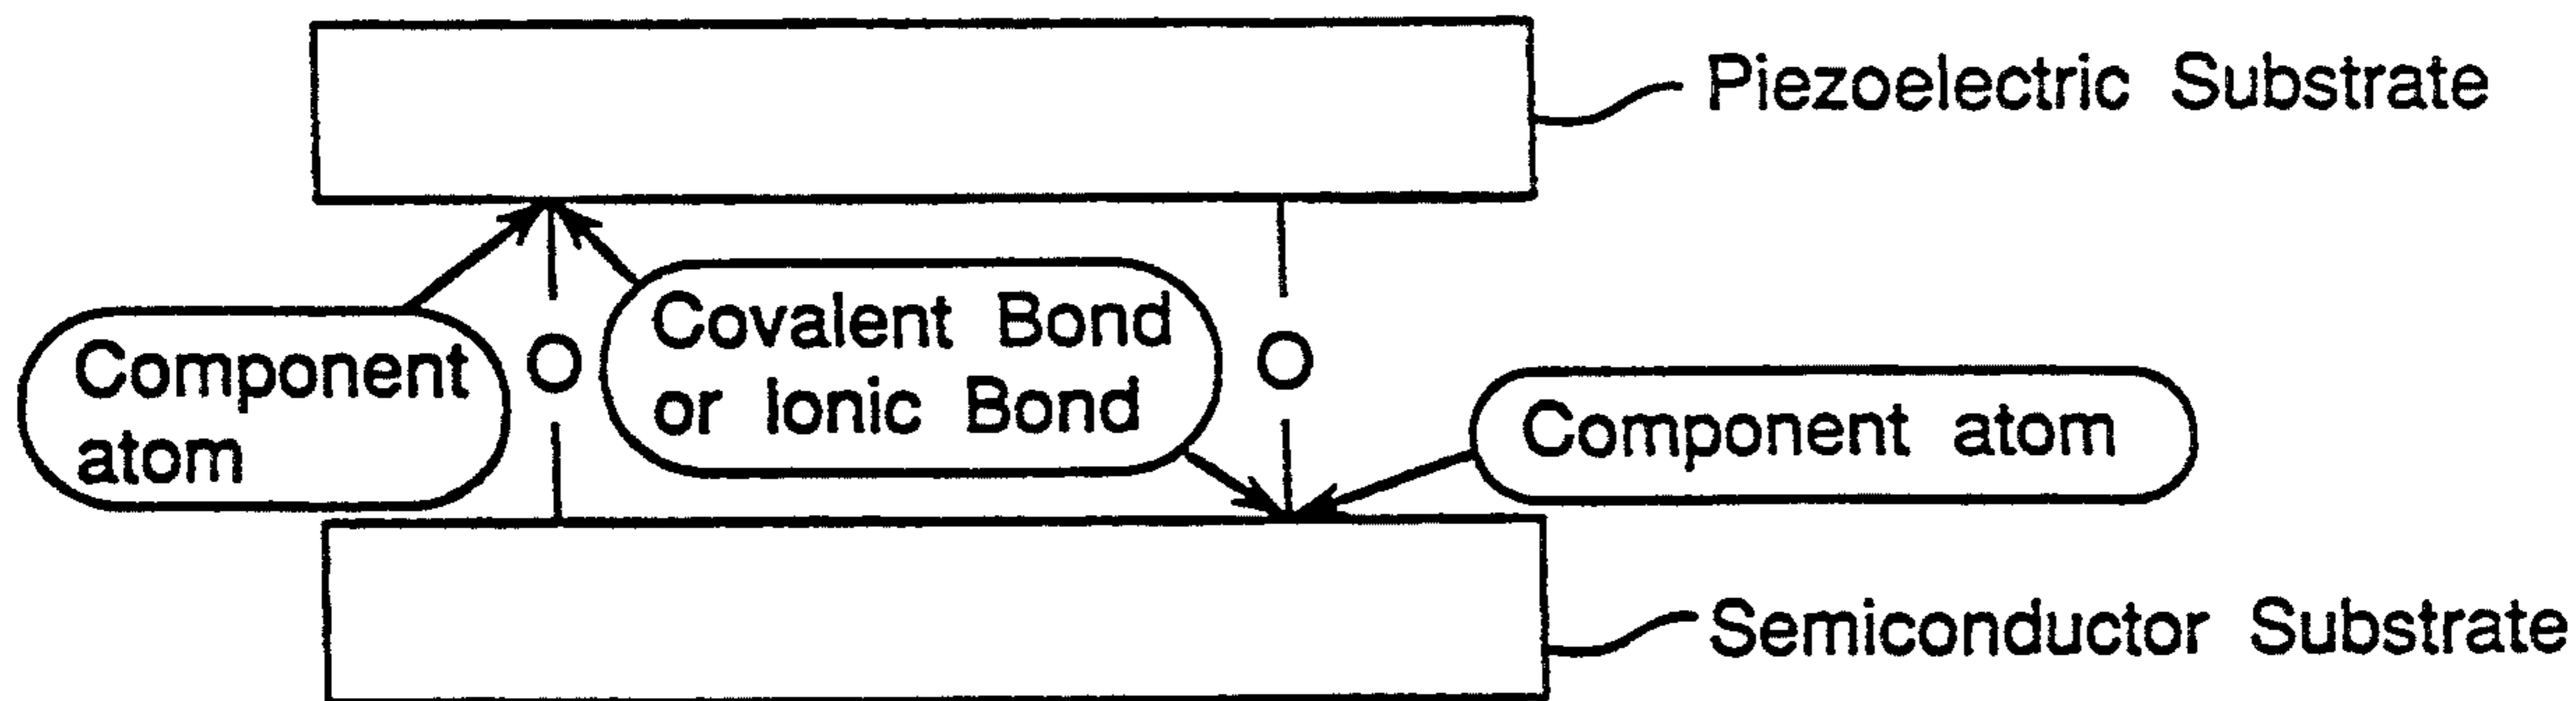 Piezoelectric Substrate
Component
atom
O
Covalent Bond
or Ionic Bond
O
Component atom
Semiconductor Substrate